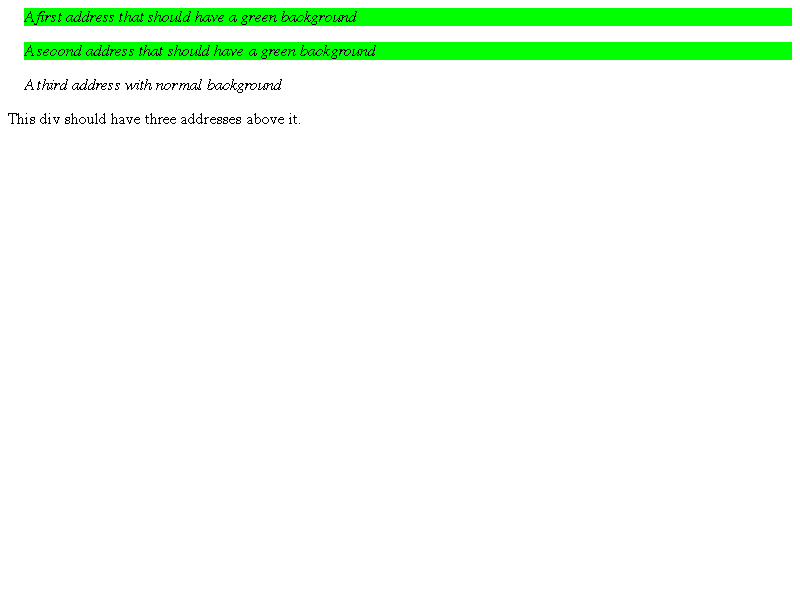 A first address that should have a green background
A second address that should have a green background
A third address with normal background
This div should have three addresses above it.